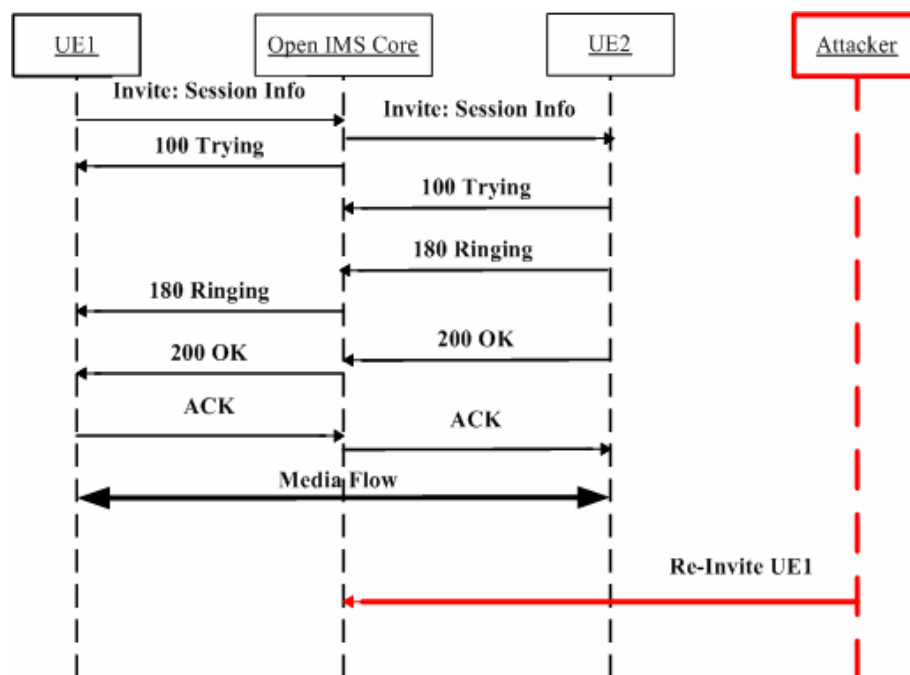 UE1
Open IMS Core
UE2
Attacker
Invite: Session Info
Invite: Session Info
100 Trying
100 Trying
180 Ringing
180 Ringing
200 OK
200 OK
ACK
ACK
Media Flow
Re-Invite UE1